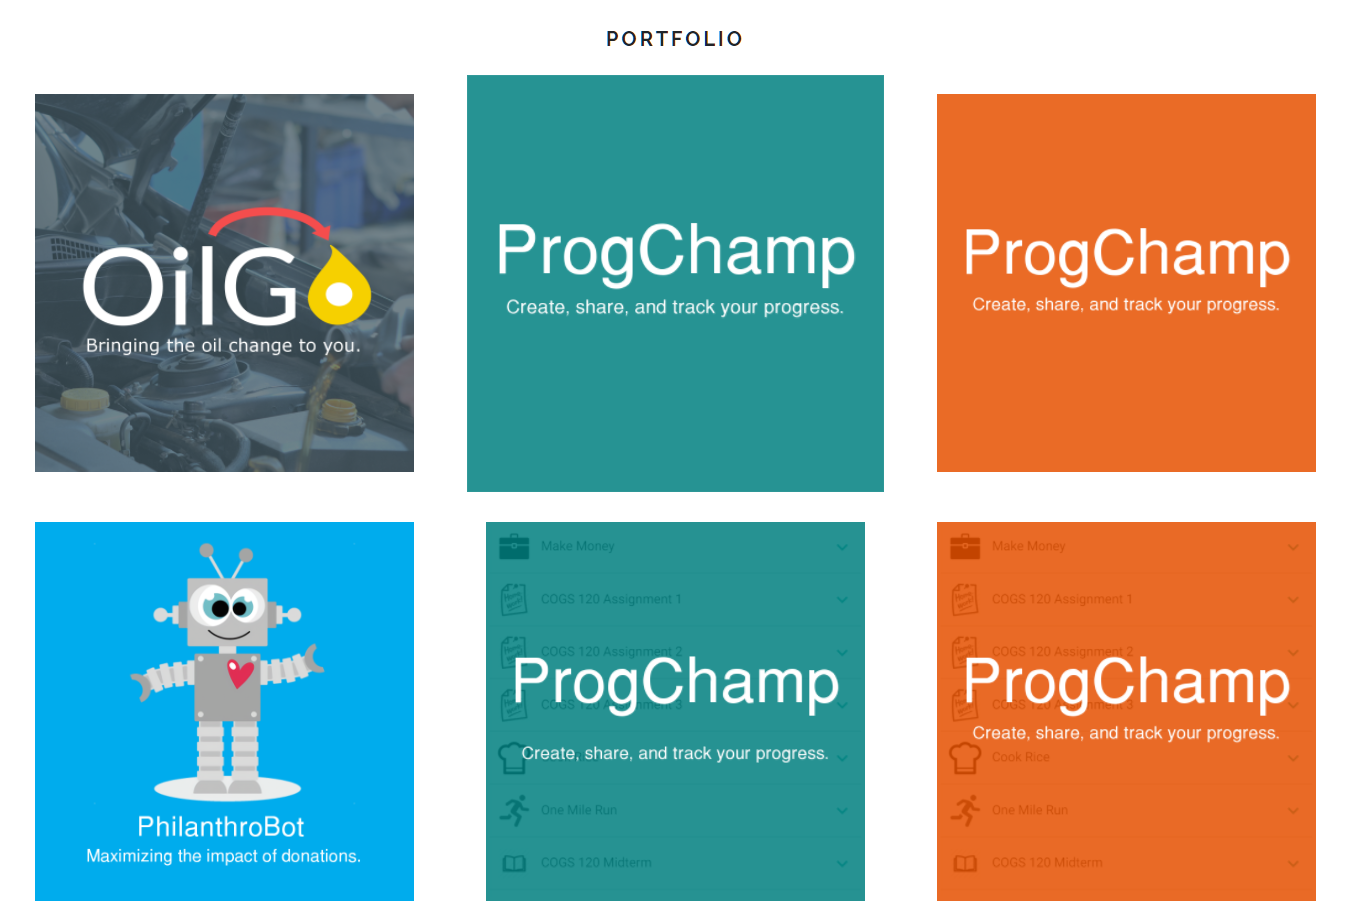 PORTFOLIO
OilGo
Bringing the oil change to you.
ProgChamp
Create, share, and track your progress.
ProgChamp
Create, share, and track your progress.
PhilanthroBot
Maximizing the impact of donations.
Make Money
COGS 120 Assignment 1
COGS 120 Assignment 2
ProgChamp
COGS 120 Assignment 3
Create, share, and track your progress.
One Mile Run
COGS 120 Midterm
Make Money
COGS 120 Assignment 1
COGS 120 Assignment 2
ProgChamp
COGS 120 Assignment 3
Create, share, and track your progress.
Cook Rice
One Mile Run
COGS 120 Midterm